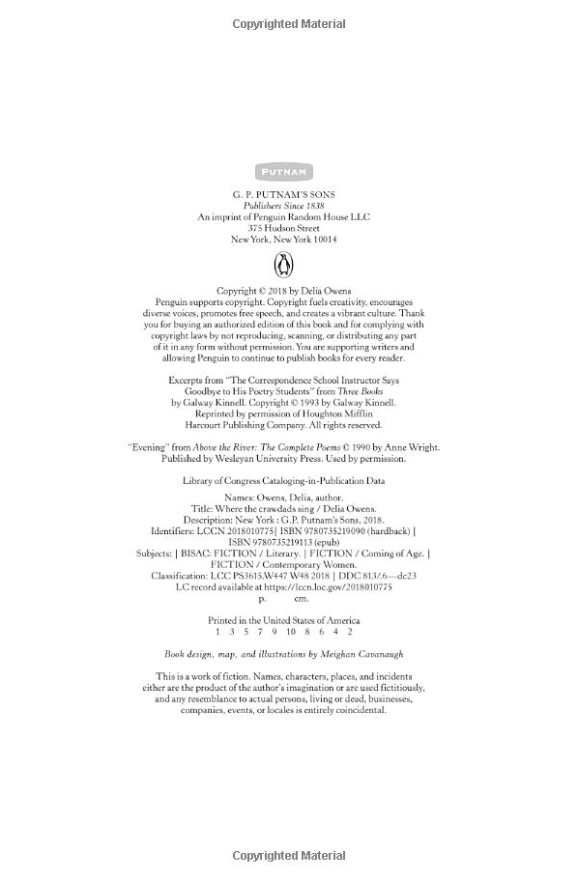 Copyrighted Material
PUTNAM
G. P. PUTNAM'S SONS
Publishers Since 1838
An imprint of Penguin Random House LLC
375 Hudson Street
New York, New York 10014
Copyright © 2018 by Delia Owens
Penguin supports copyright. Copyright fuels creativity, encourages
diverse voices, promotes free speech, and creates a vibrant culture. Thank
you for buying an authorized edition of this book and for complying with
copyright laws by not reproducing, scanning, or distributing any part
of it in any form without permission. You are supporting writers and
allowing Penguin to continue to publish books for every reader.
Excerpts from “The Correspondence School Instructor Says
Goodbye to His Poetry Students” from Three Books
by Galway Kinnell. Copyright © 1993 by Galway Kinnell.
Reprinted by permission of Houghton Mifflin
Harcourt Publishing Company. All rights reserved.
“Evening” from Above the River: The Complete Poems © 1990 by Anne Wright.
Published by Wesleyan University Press. Used by permission.
Library of Congress Cataloging-in-Publication Data
Names: Owens, Delia, author.
Title: Where the crawdads sing / Delia Owens.
Description: New York : G.P. Putnam's Sons, 2018.
Identifiers: LCCN 2018010775| ISBN 9780735219090 (hardback) |
ISBN 9780735219113 (epub)
Subjects: | BISAC: FICTION / Literary. | FICTION / Coming of Age. |
FICTION / Contemporary Women.
Classification: LCC PS3615.W447 W48 2018 | DDC 813/.6—dc23
LC record available at https://lccn.loc.gov/2018010775
p. cm.
Printed in the United States of America
1 3 5 7 9 10 8 6 4 2
Book design, map, and illustrations by Meighan Cavanaugh
This is a work of fiction. Names, characters, places, and incidents
either are the product of the author's imagination or are used fictitiously,
and any resemblance to actual persons, living or dead, businesses,
companies, events, or locales is entirely coincidental.
Copyrighted Material